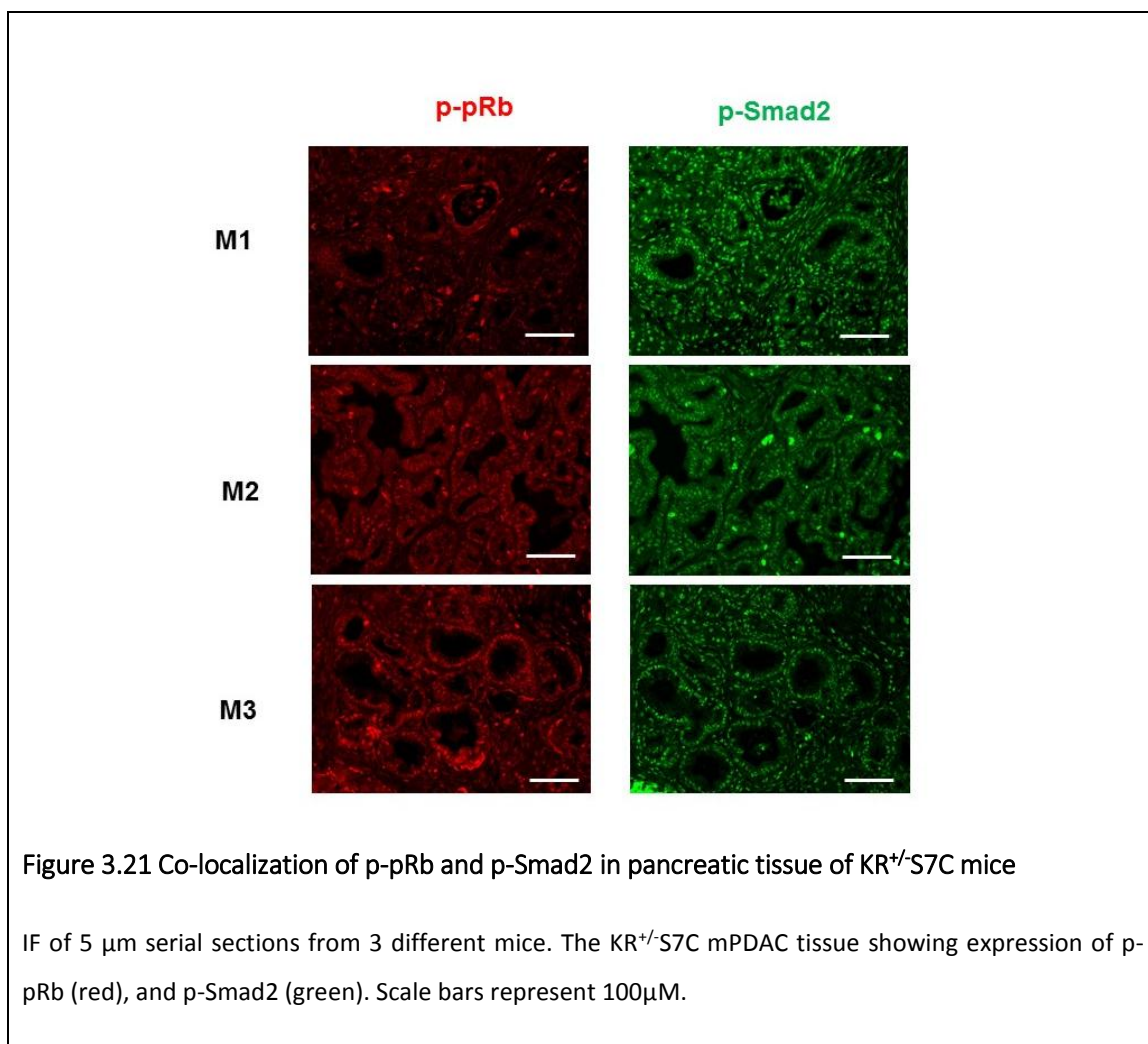 p-pRb p-Smad2
M1
M2
M3
Figure 3.21 Co-localization of p-pRb and p-Smad2 in pancreatic tissue of KR+/-S7C mice
IF of 5 µm serial sections from 3 different mice. The KR+/-S7C mPDAC tissue showing expression of p-
pRb (red), and p-Smad2 (green). Scale bars represent 100µM.